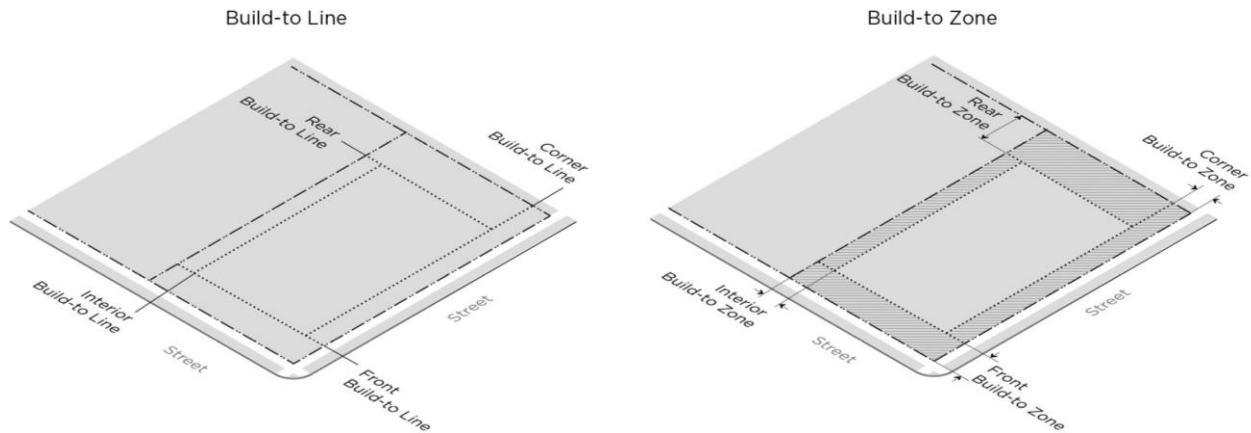 Build-to Line
Rear
Build-to Line
Corner
Build-to Line
Interior
Build-to Line
Street
Street
Front
Build-to Line
Build-to Zone
Rear
Build-to Zone
Corner
Build-to Zone
Interior
Build-to Zone
Street
Street
Front
Build-to Zone